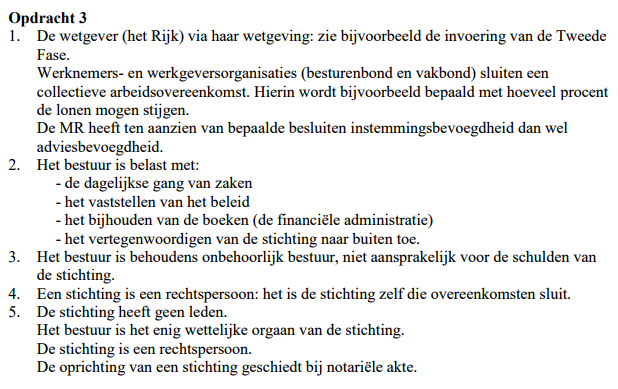 Opdracht 3
1. De wetgever (het Rijk) via haar wetgeving: zie bijvoorbeeld de invoering van de Tweede
Fase.
Werknemers- en werkgeversorganisaties (besturenbond en vakbond) sluiten een
collectieve arbeidsovereenkomst. Hierin wordt bijvoorbeeld bepaald met hoeveel procent
de lonen mogen stijgen.
De MR heeft ten aanzien van bepaalde besluiten instemmingsbevoegdheid dan wel
adviesbevoegdheid.
2. Het bestuur is belast met:
- de dagelijkse gang van zaken
- het vaststellen van het beleid
- het bijhouden van de boeken (de financiële administratie)
- het vertegenwoordigen van de stichting naar buiten toe.
3. Het bestuur is behoudens onbehoorlijk bestuur, niet aansprakelijk voor de schulden van
de stichting.
4. Een stichting is een rechtspersoon: het is de stichting zelf die overeenkomsten sluit.
5. De stichting heeft geen leden.
Het bestuur is het enig wettelijke orgaan van de stichting.
De stichting is een rechtspersoon.
De oprichting van een stichting geschiedt bij notariële akte.